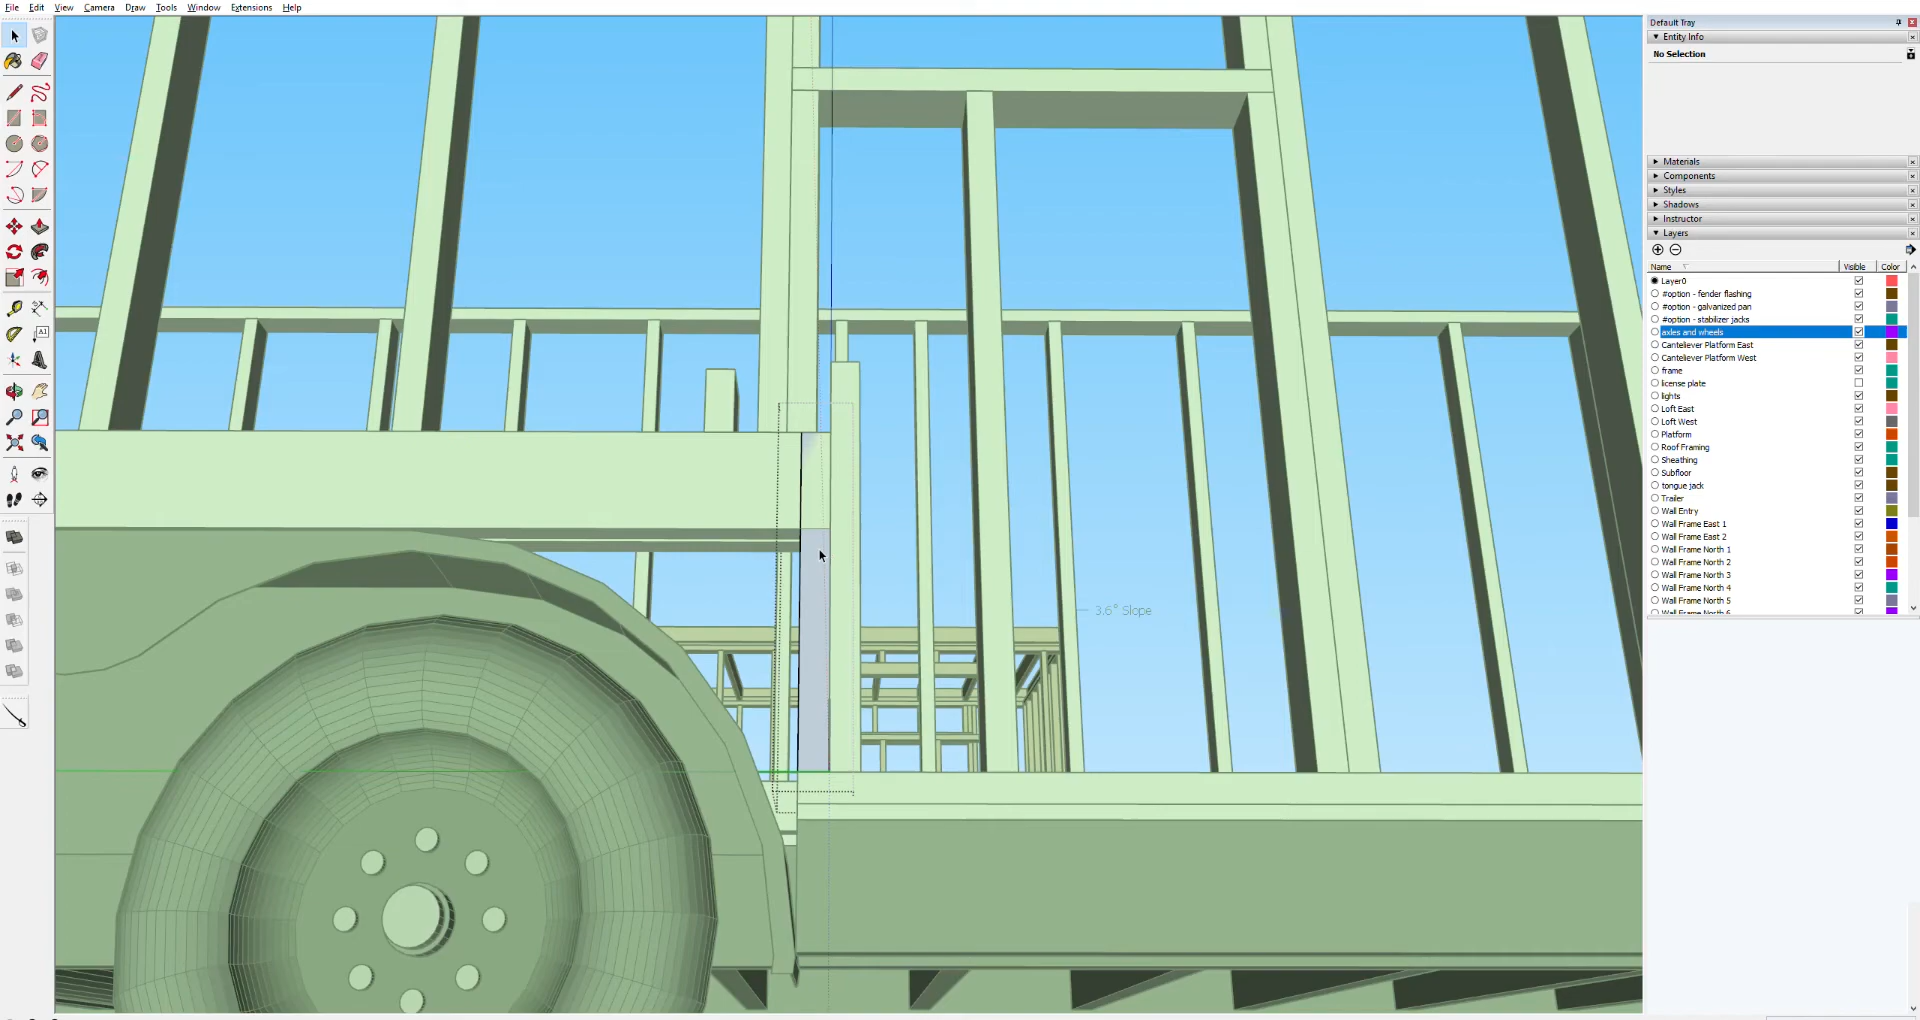 File Edit View Camera Draw Tools Window Extensions Help
Default Tray
Entity Info
No Selection
Materials
Components
Styles
Shadows
Instructor
Layers
Name Visible Color
Layer0
#option - fender flashing
#option - galvanized pan
#option - stabilizer jacks
axles and wheels
Canteliever Platform East
Canteliever Platform West
frame
license plate
lights
Loft East
Loft West
Platform
Roof Framing
Sheathing
Subfloor
tongue jack
Trailer
Wall Entry
Wall Frame East 1
Wall Frame East 2
Wall Frame North 1
Wall Frame North 2
Wall Frame North 3
Wall Frame North 4
Wall Frame North 5
3.6° Slope
A1